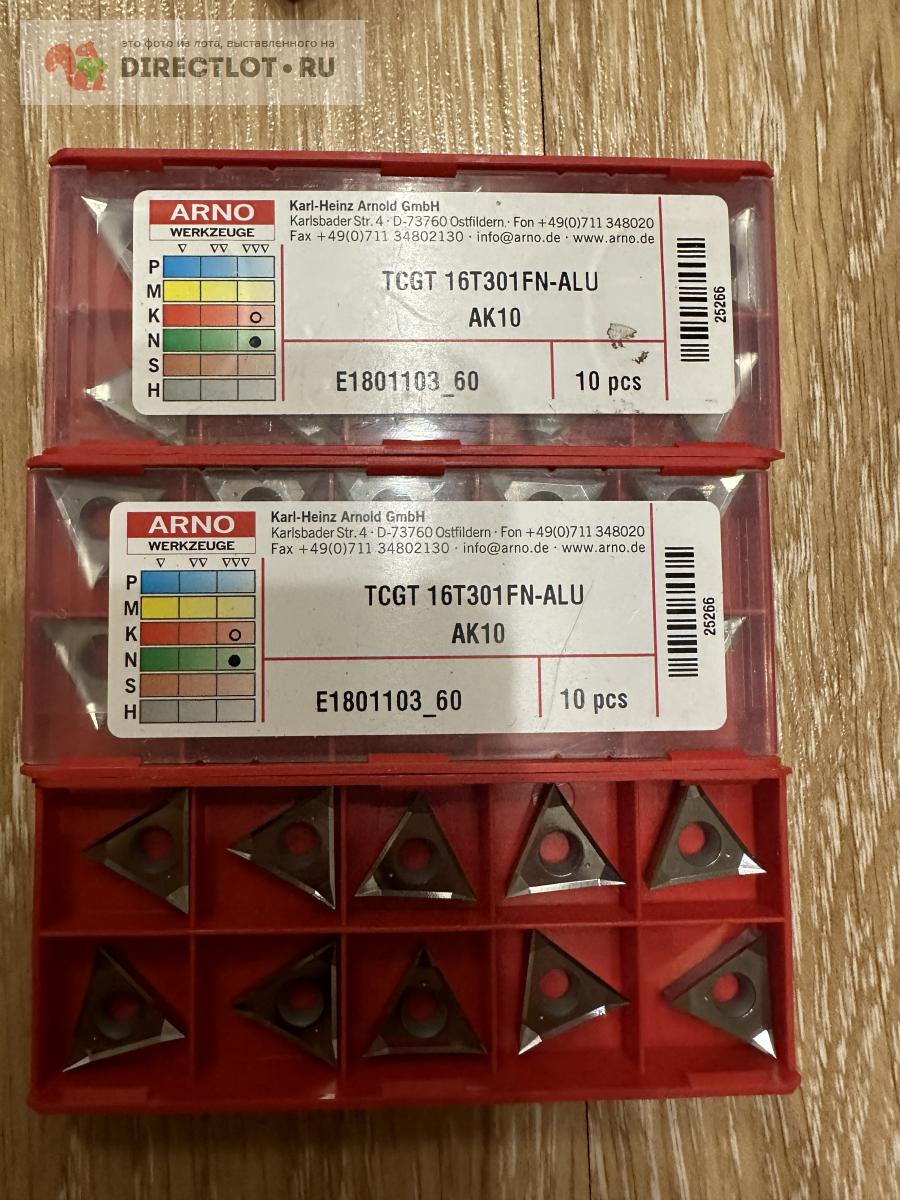 это фото из лота, выставленного на
DIRECTLOT • RU
ARNO
WERKZEUGE
Karl-Heinz Arnold GmbH
Karlsbader Str. 4 · D-73760 Ostfildern · Fon +49(0)711 348020
Fax +49(0)711 34802130 · info@arno.de · www.arno.de
P
M
K
N
S
H
TCGT 16T301FN-ALU
AK10
E1801103_60
10 pcs
25266
ARNO
WERKZEUGE
Karl-Heinz Arnold GmbH
Karlsbader Str. 4 · D-73760 Ostfildern · Fon +49(0)711 348020
Fax +49(0)711 34802130 · info@arno.de · www.arno.de
P
M
K
N
S
H
TCGT 16T301FN-ALU
AK10
E1801103_60
10 pcs
25266